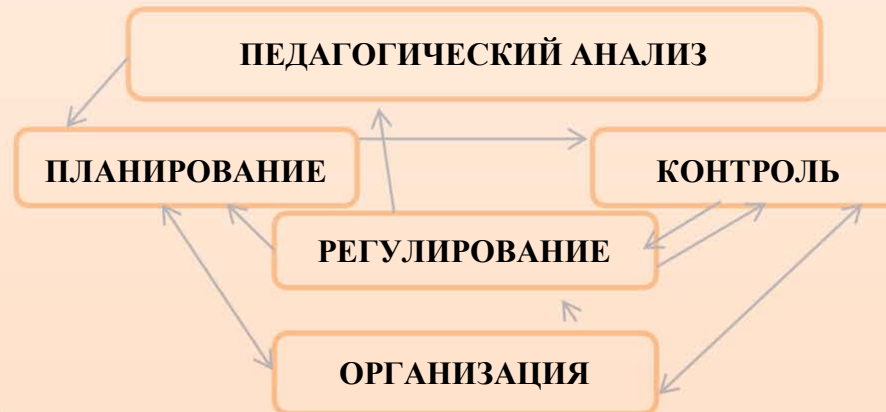 ПЕДАГОГИЧЕСКИЙ АНАЛИЗ
ПЛАНИРОВАНИЕ
КОНТРОЛЬ
РЕГУЛИРОВАНИЕ
ОРГАНИЗАЦИЯ